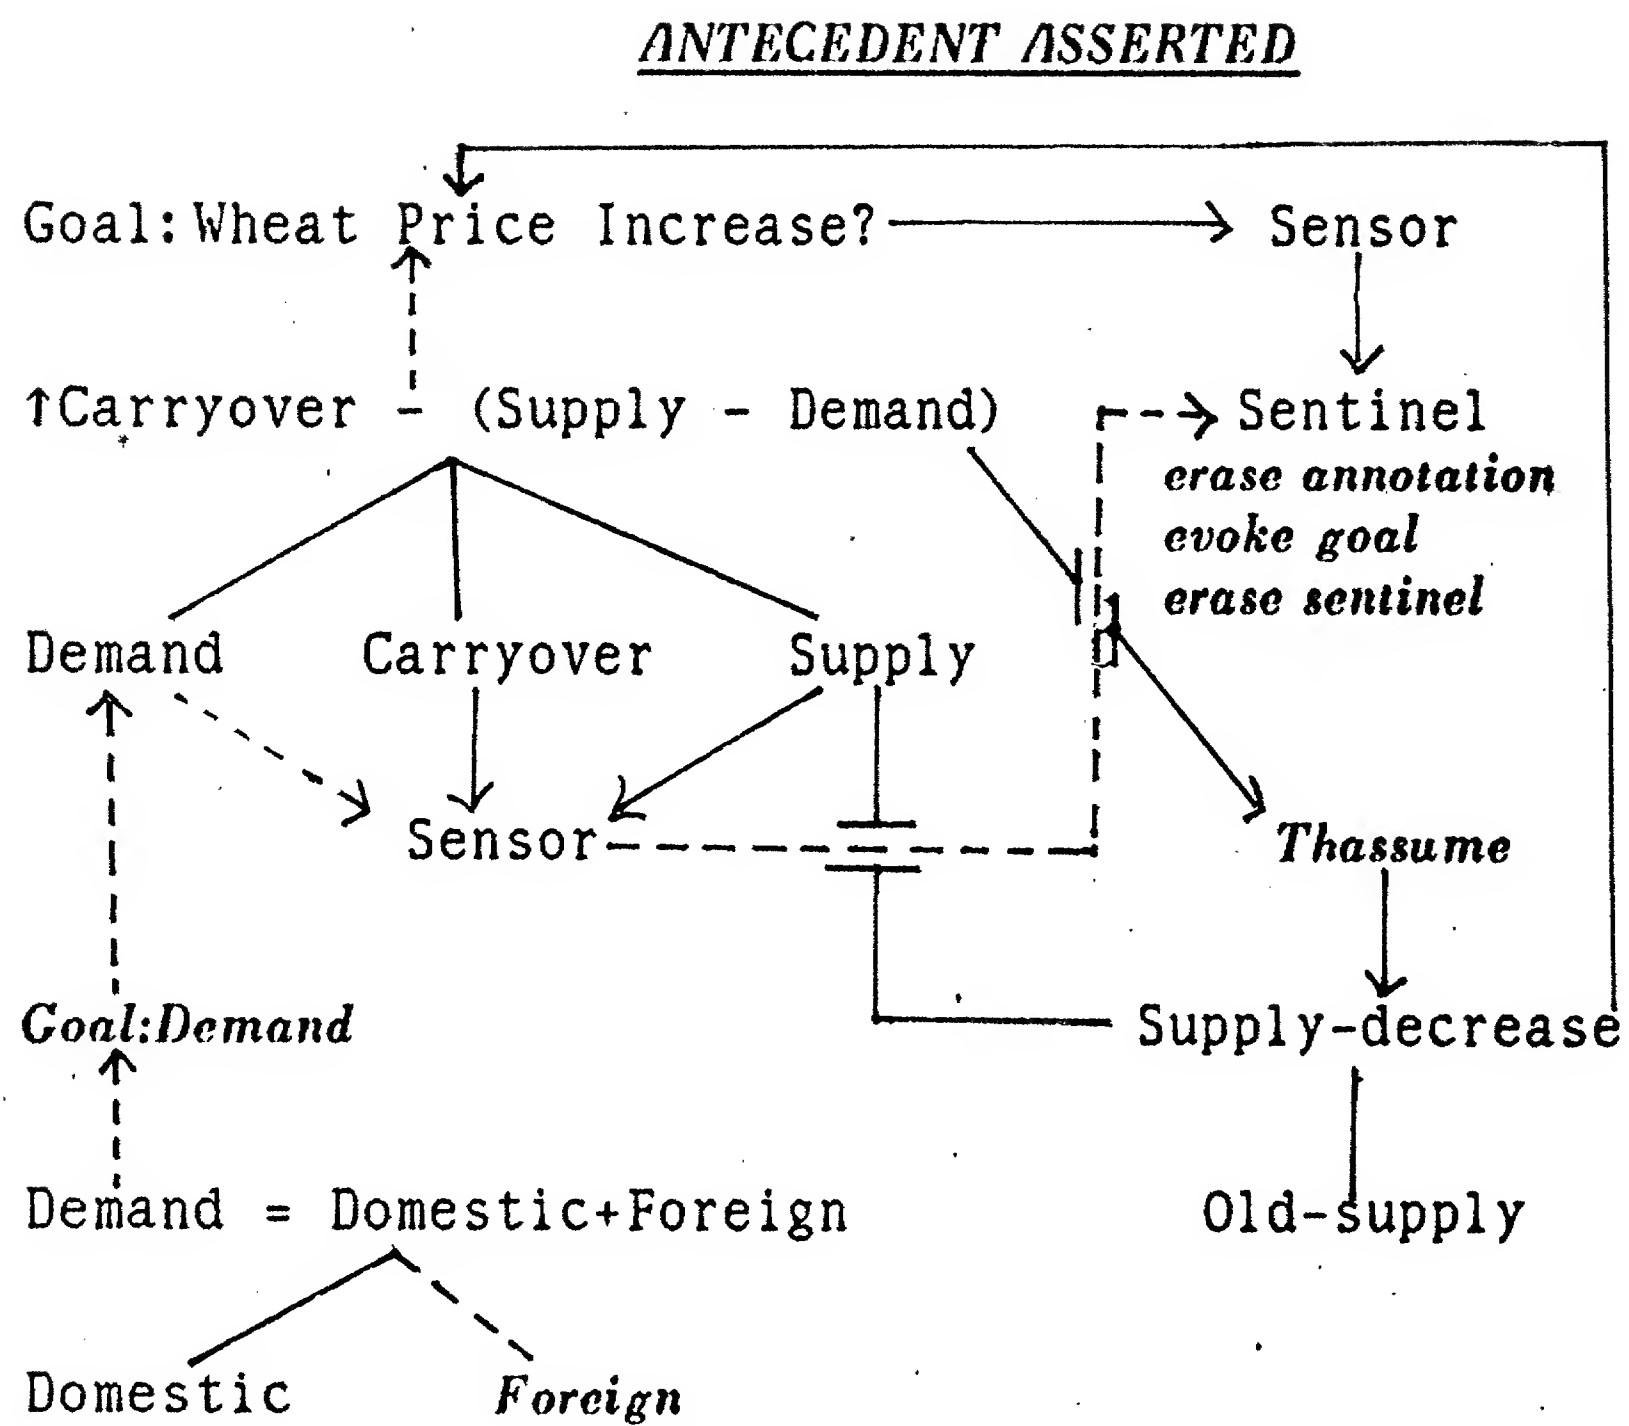 ANTECEDENT ASSERTED
Goal: Wheat Price Increase? Sensor
↑Carryover - (Supply - Demand) Sentinel
erase annotation
evoke goal
erase sentinel
Demand Carryover Supply
Sensor Thassume
Goal:Demand Supply-decrease
Demand = Domestic+Foreign Old-supply
Domestic Foreign